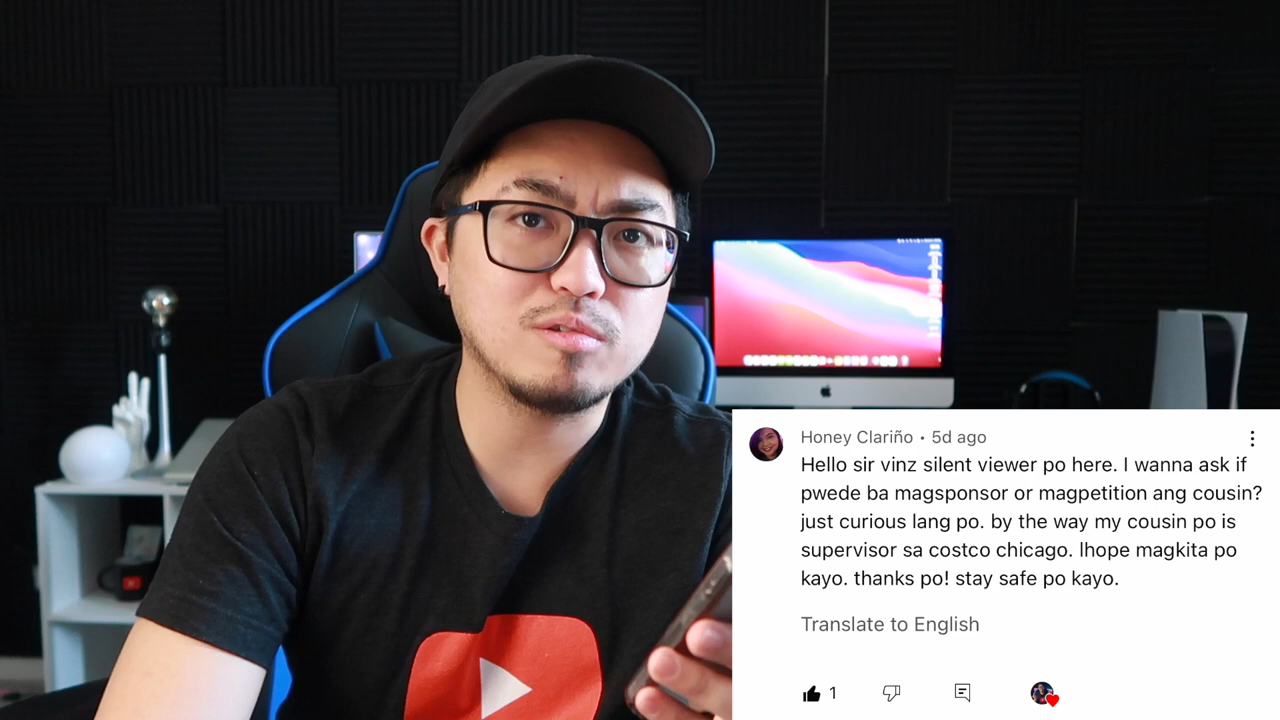 Honey Clariño • 5d ago
Hello sir vinz silent viewer po here. I wanna ask if
pwede ba magsponsor or magpetition ang cousin?
just curious lang po. by the way my cousin po is
supervisor sa costco chicago. Ihope magkita po
kayo. thanks po! stay safe po kayo.
Translate to English
1